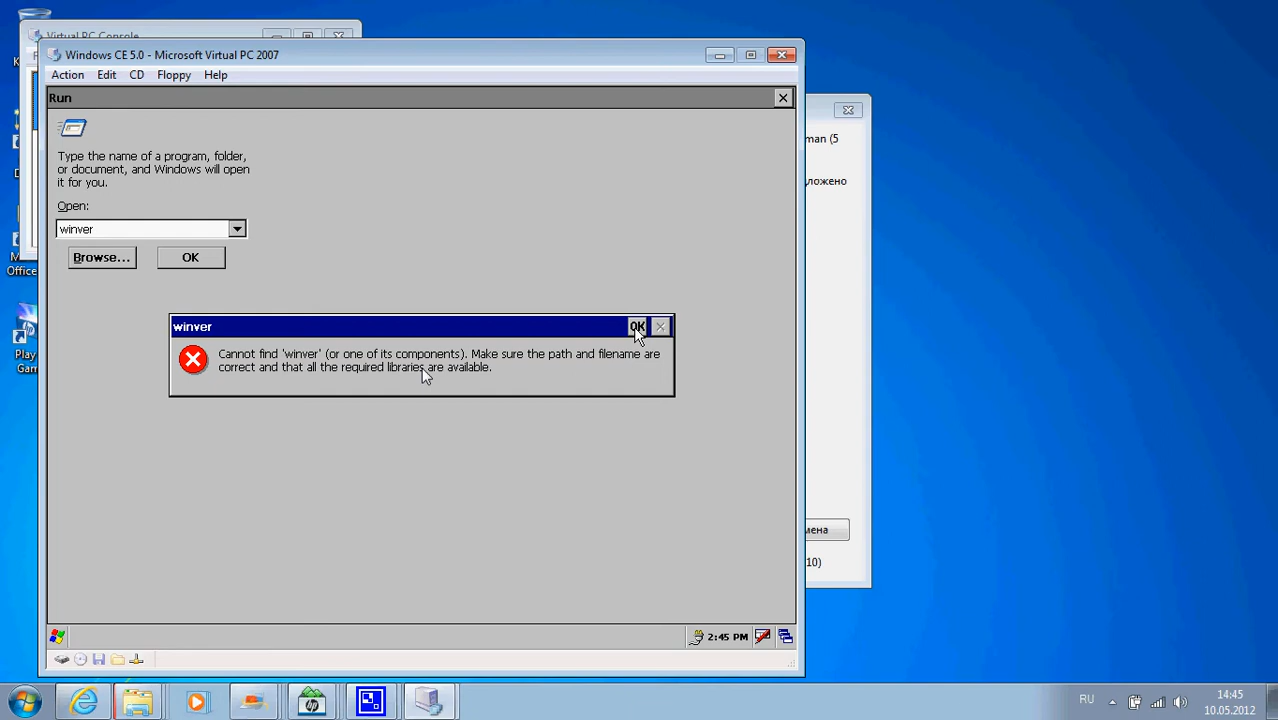 Virtual PC Console
Windows CE 5.0 - Microsoft Virtual PC 2007
Action Edit CD Floppy Help
Run
Type the name of a program, folder,
or document, and Windows will open
it for you.
Open:
winver
Browse... OK
winver OK
Cannot find 'winver' (or one of its components). Make sure the path and filename are
correct and that all the required libraries are available.
2:45 PM
man (5
дложено
мена
10)
Office
Play
Gam
RU
14:45
10.05.2012